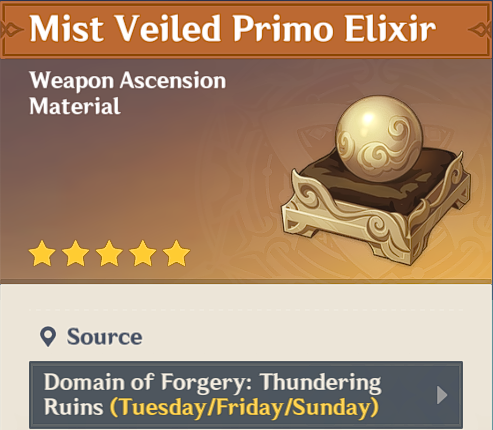 Mist Veiled Primo Elixir
Weapon Ascension
Material
Source
Domain of Forgery: Thundering
Ruins (Tuesday/Friday/Sunday)